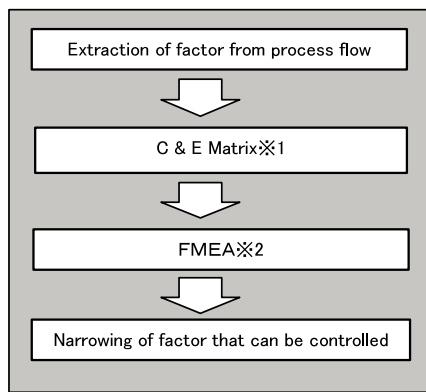 Extraction of factor from process flow
C & E Matrix※1
FMEA※2
Narrowing of factor that can be controlled